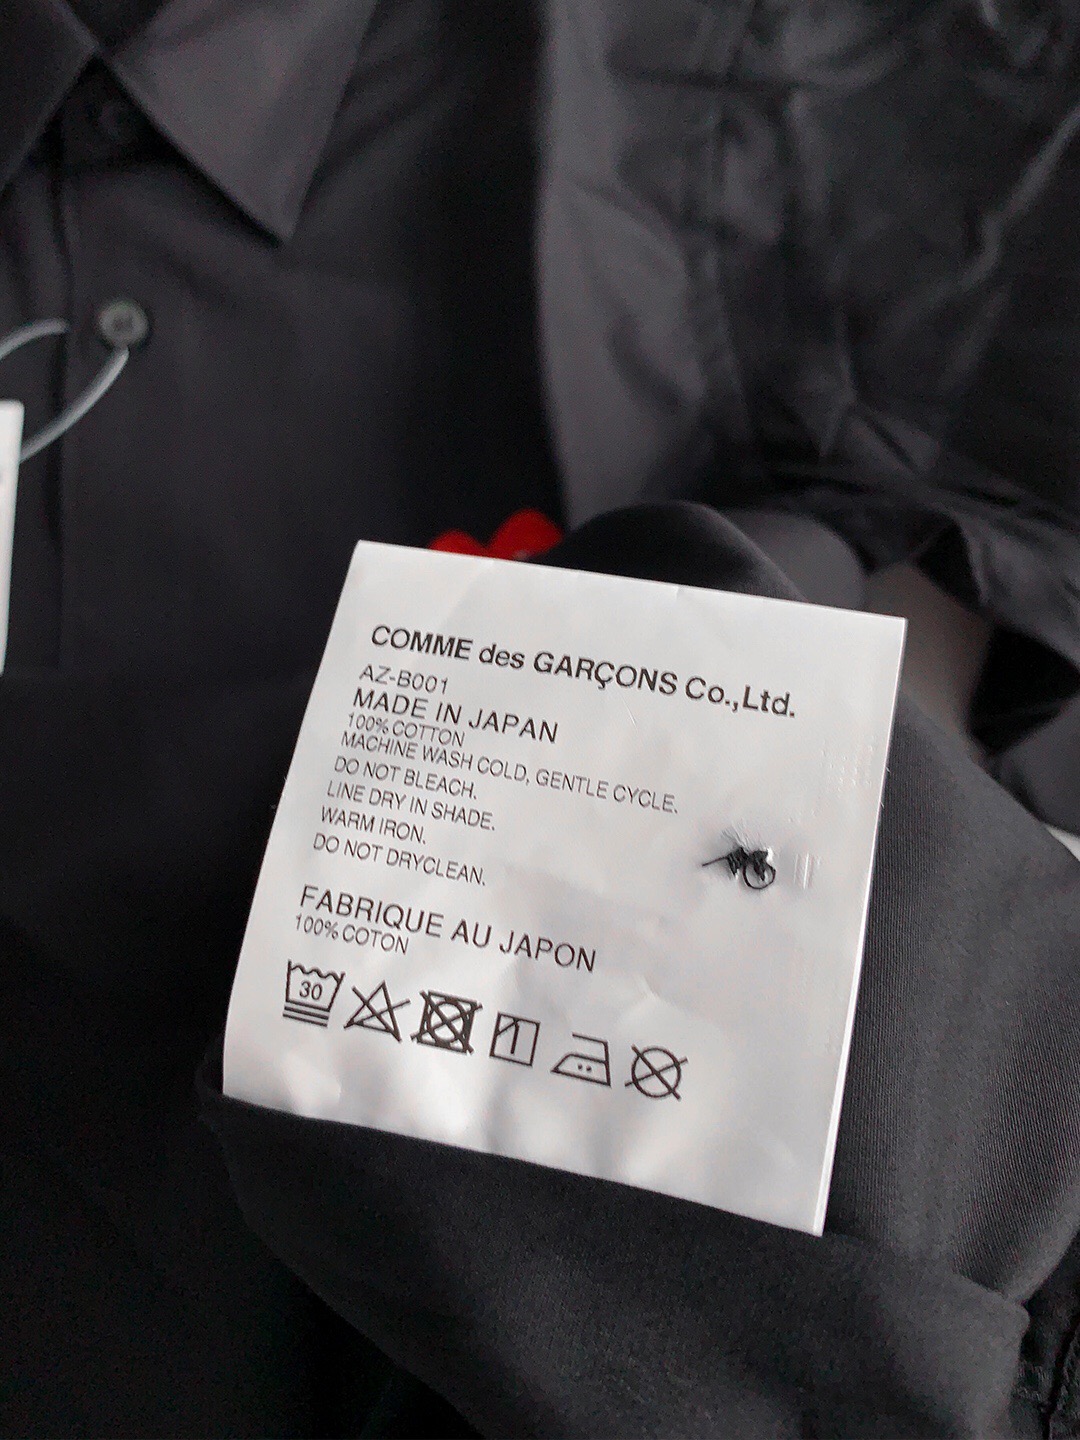 COMME des GARÇONS Co.,Ltd.
AZ-B001
MADE IN JAPAN
100% COTTON
MACHINE WASH COLD, GENTLE CYCLE.
DO NOT BLEACH.
LINE DRY IN SHADE.
WARM IRON.
DO NOT DRYCLEAN.
FABRIQUE AU JAPON
100% COTON
30